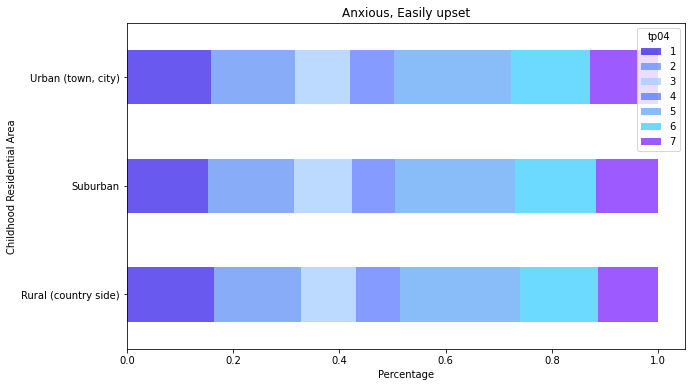 Anxious, Easily upset
tp04
1
2
3
4
5
6
7
Urban (town, city)
Suburban
Rural (country side)
Childhood Residential Area
0.0 0.2 0.4 0.6 0.8 1.0
Percentage